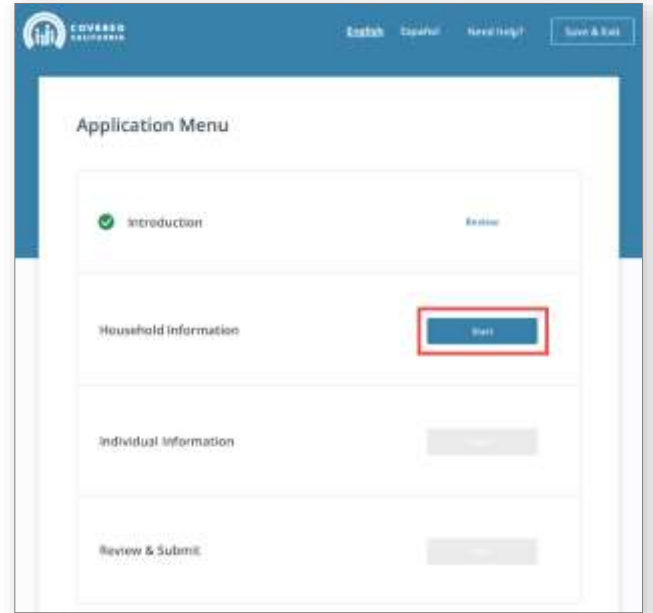 COVERED
CALIFORNIA
English Español Need Help? Save & Exit
Application Menu
Introduction Review
Household Information Start
Individual Information
Review & Submit